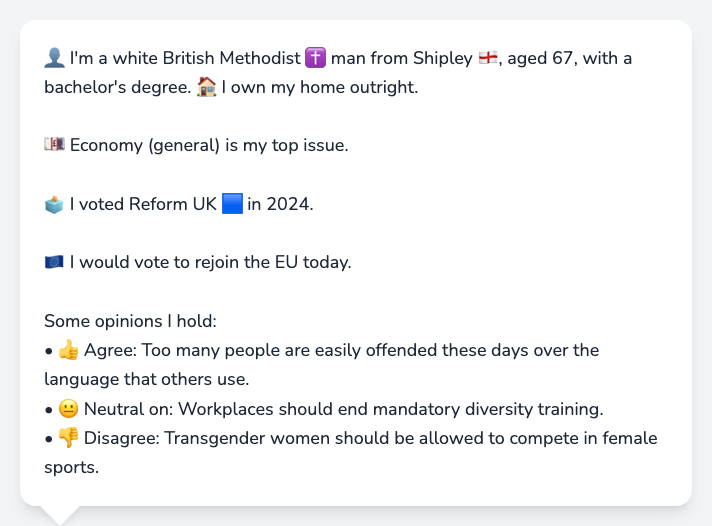 👤 I'm a white British Methodist ✝️ man from Shipley 🏴󠁧󠁢󠁥󠁮󠁧󠁿, aged 67, with a
bachelor's degree. 🏠 I own my home outright.
💷 Economy (general) is my top issue.
🗳️ I voted Reform UK 🟦 in 2024.
🇪🇺 I would vote to rejoin the EU today.
Some opinions I hold:
• 👍 Agree: Too many people are easily offended these days over the
language that others use.
• 😐 Neutral on: Workplaces should end mandatory diversity training.
• 👎 Disagree: Transgender women should be allowed to compete in female
sports.